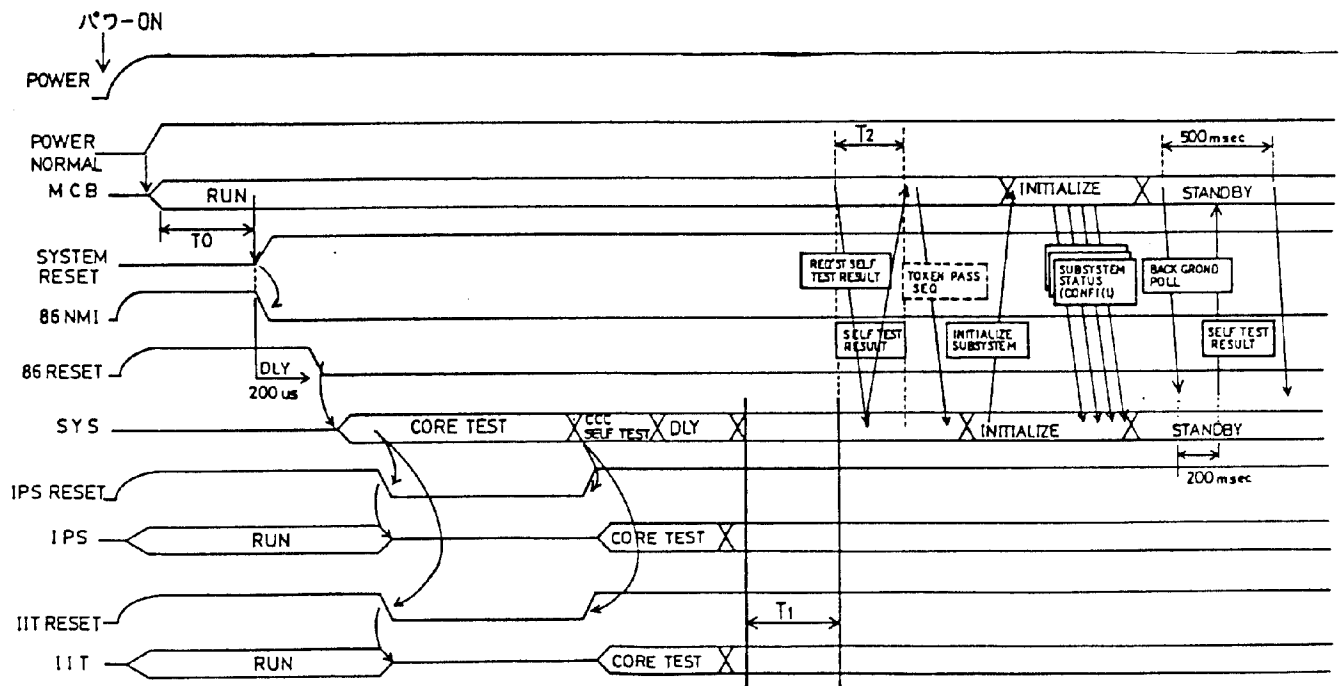 パワーON
POWER
POWER
NORMAL
MCB
RUN
T0
T2
INITIALIZE
500msec
STANDBY
SYSTEM
RESET
REQ'ST SELF
TEST RESULT
TOKEN PASS
SEQ
SUBSYSTEM
STATUS
BACK GROND
POLL
86 NMI
SELF TEST
RESULT
INITIALIZE
SUBSYSTEM
SELF TEST
RESULT
86 RESET
DLY
200us
SYS
CORE TEST
CCC
SELF TEST
DLY
INITIALIZE
STANDBY
200msec
IPS RESET
IPS
RUN
CORE TEST
IIT RESET
T1
IIT
RUN
CORE TEST